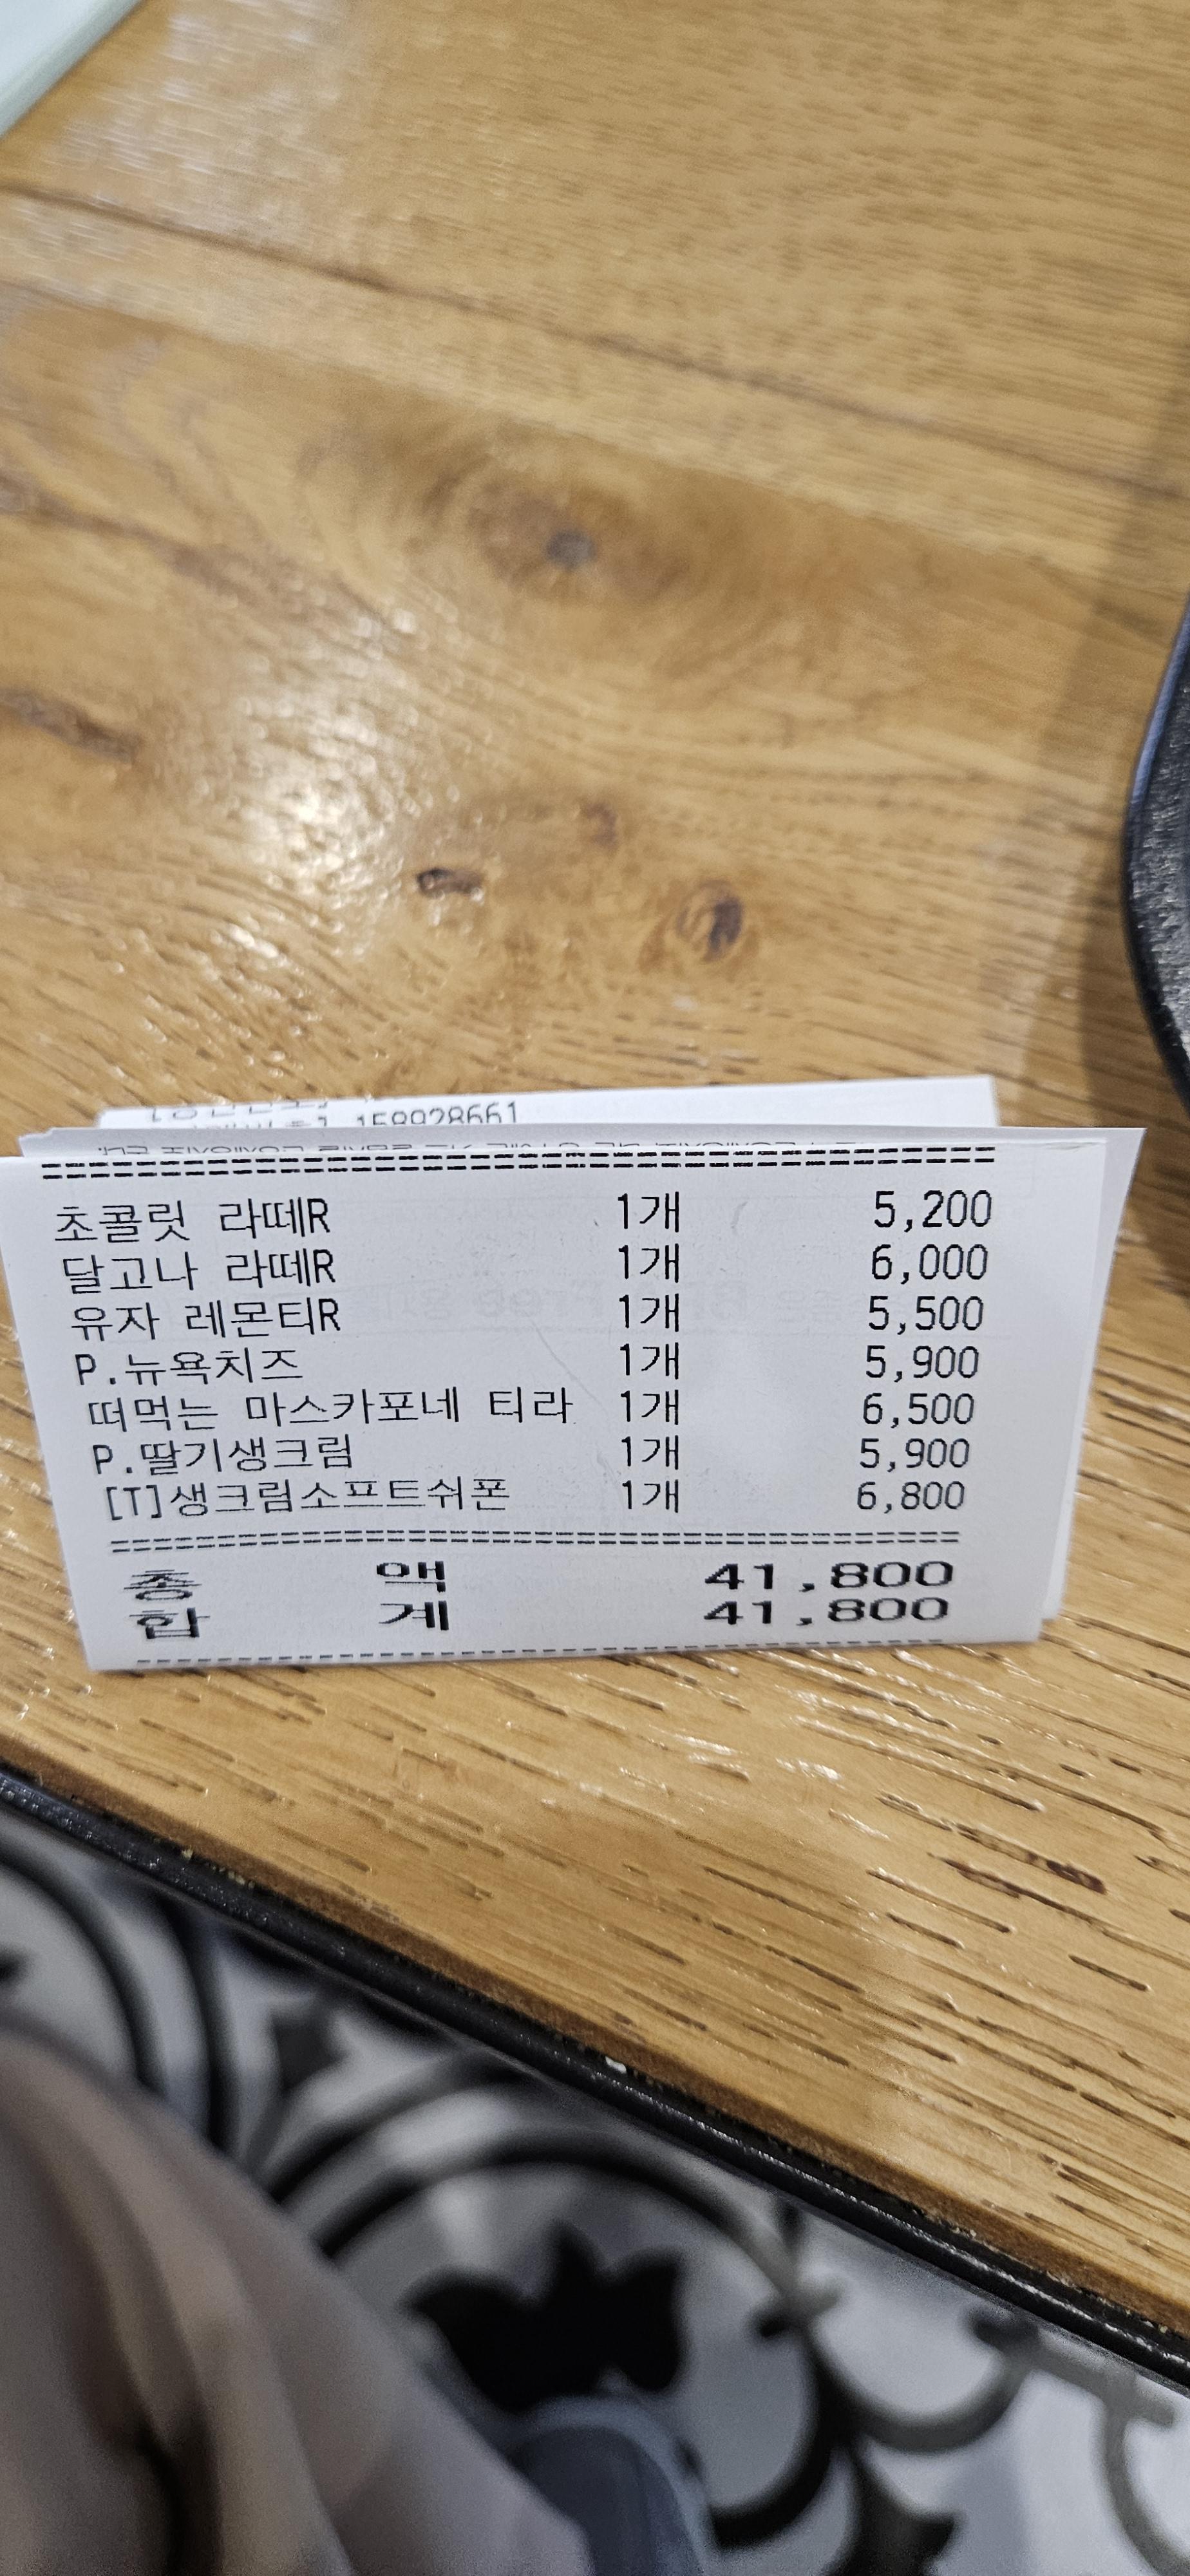 158928661
==================================================
초콜릿 라떼R 1개 5,200
달고나 라떼R 1개 6,000
유자 레몬티R 1개 5,500
P.뉴욕치즈 1개 5,900
떠먹는 마스카포네 티라 1개 6,500
P.딸기생크림 1개 5,900
[T]생크림소프트쉬폰 1개 6,800
==================================================
총 액 41,800
합 계 41,800
--------------------------------------------------